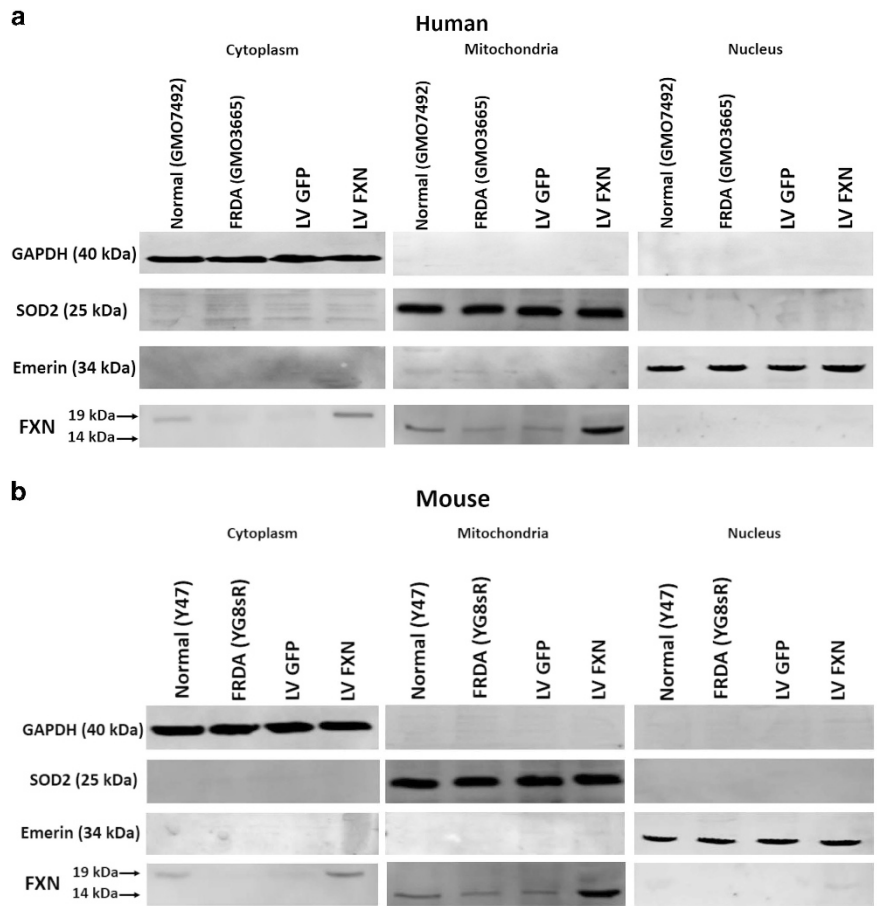 a
Human
Cytoplasm
Mitochondria
Nucleus
Normal (GMO7492)
FRDA (GMO3665)
LV GFP
LV FXN
Normal (GMO7492)
FRDA (GMO3665)
LV GFP
LV FXN
Normal (GMO7492)
FRDA (GMO3665)
LV GFP
LV FXN
GAPDH (40 kDa)
SOD2 (25 kDa)
Emerin (34 kDa)
FXN
19 kDa
14 kDa
b
Mouse
Cytoplasm
Mitochondria
Nucleus
Normal (Y47)
FRDA (YG8sR)
LV GFP
LV FXN
Normal (Y47)
FRDA (YG8sR)
LV GFP
LV FXN
Normal (Y47)
FRDA (YG8sR)
LV GFP
LV FXN
GAPDH (40 kDa)
SOD2 (25 kDa)
Emerin (34 kDa)
FXN
19 kDa
14 kDa